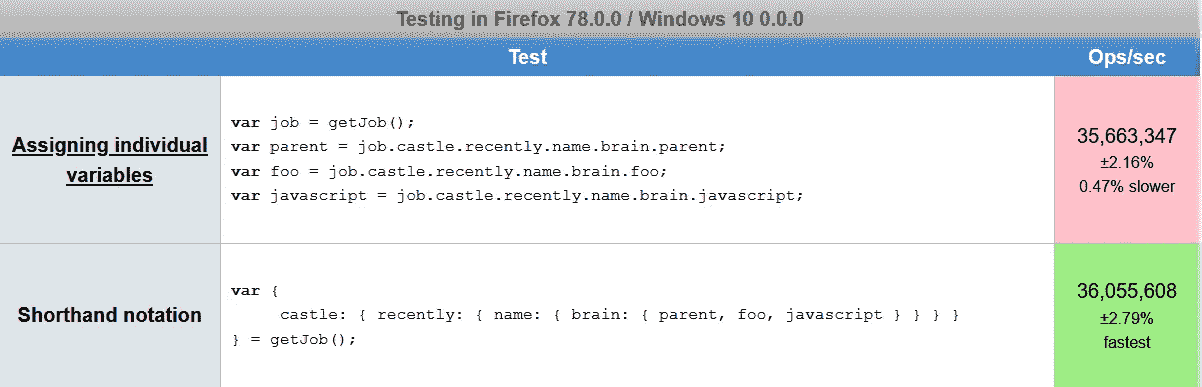 Testing in Firefox 78.0.0 / Windows 10 0.0.0
Test Ops/sec
Assigning individual
variables
var job = getJob();
var parent = job.castle.recently.name.brain.parent;
var foo = job.castle.recently.name.brain.foo;
var javascript = job.castle.recently.name.brain.javascript;
35,663,347
±2.16%
0.47% slower
Shorthand notation
var {
castle: { recently: { name: { brain: { parent, foo, javascript } } } }
} = getJob();
36,055,608
±2.79%
fastest